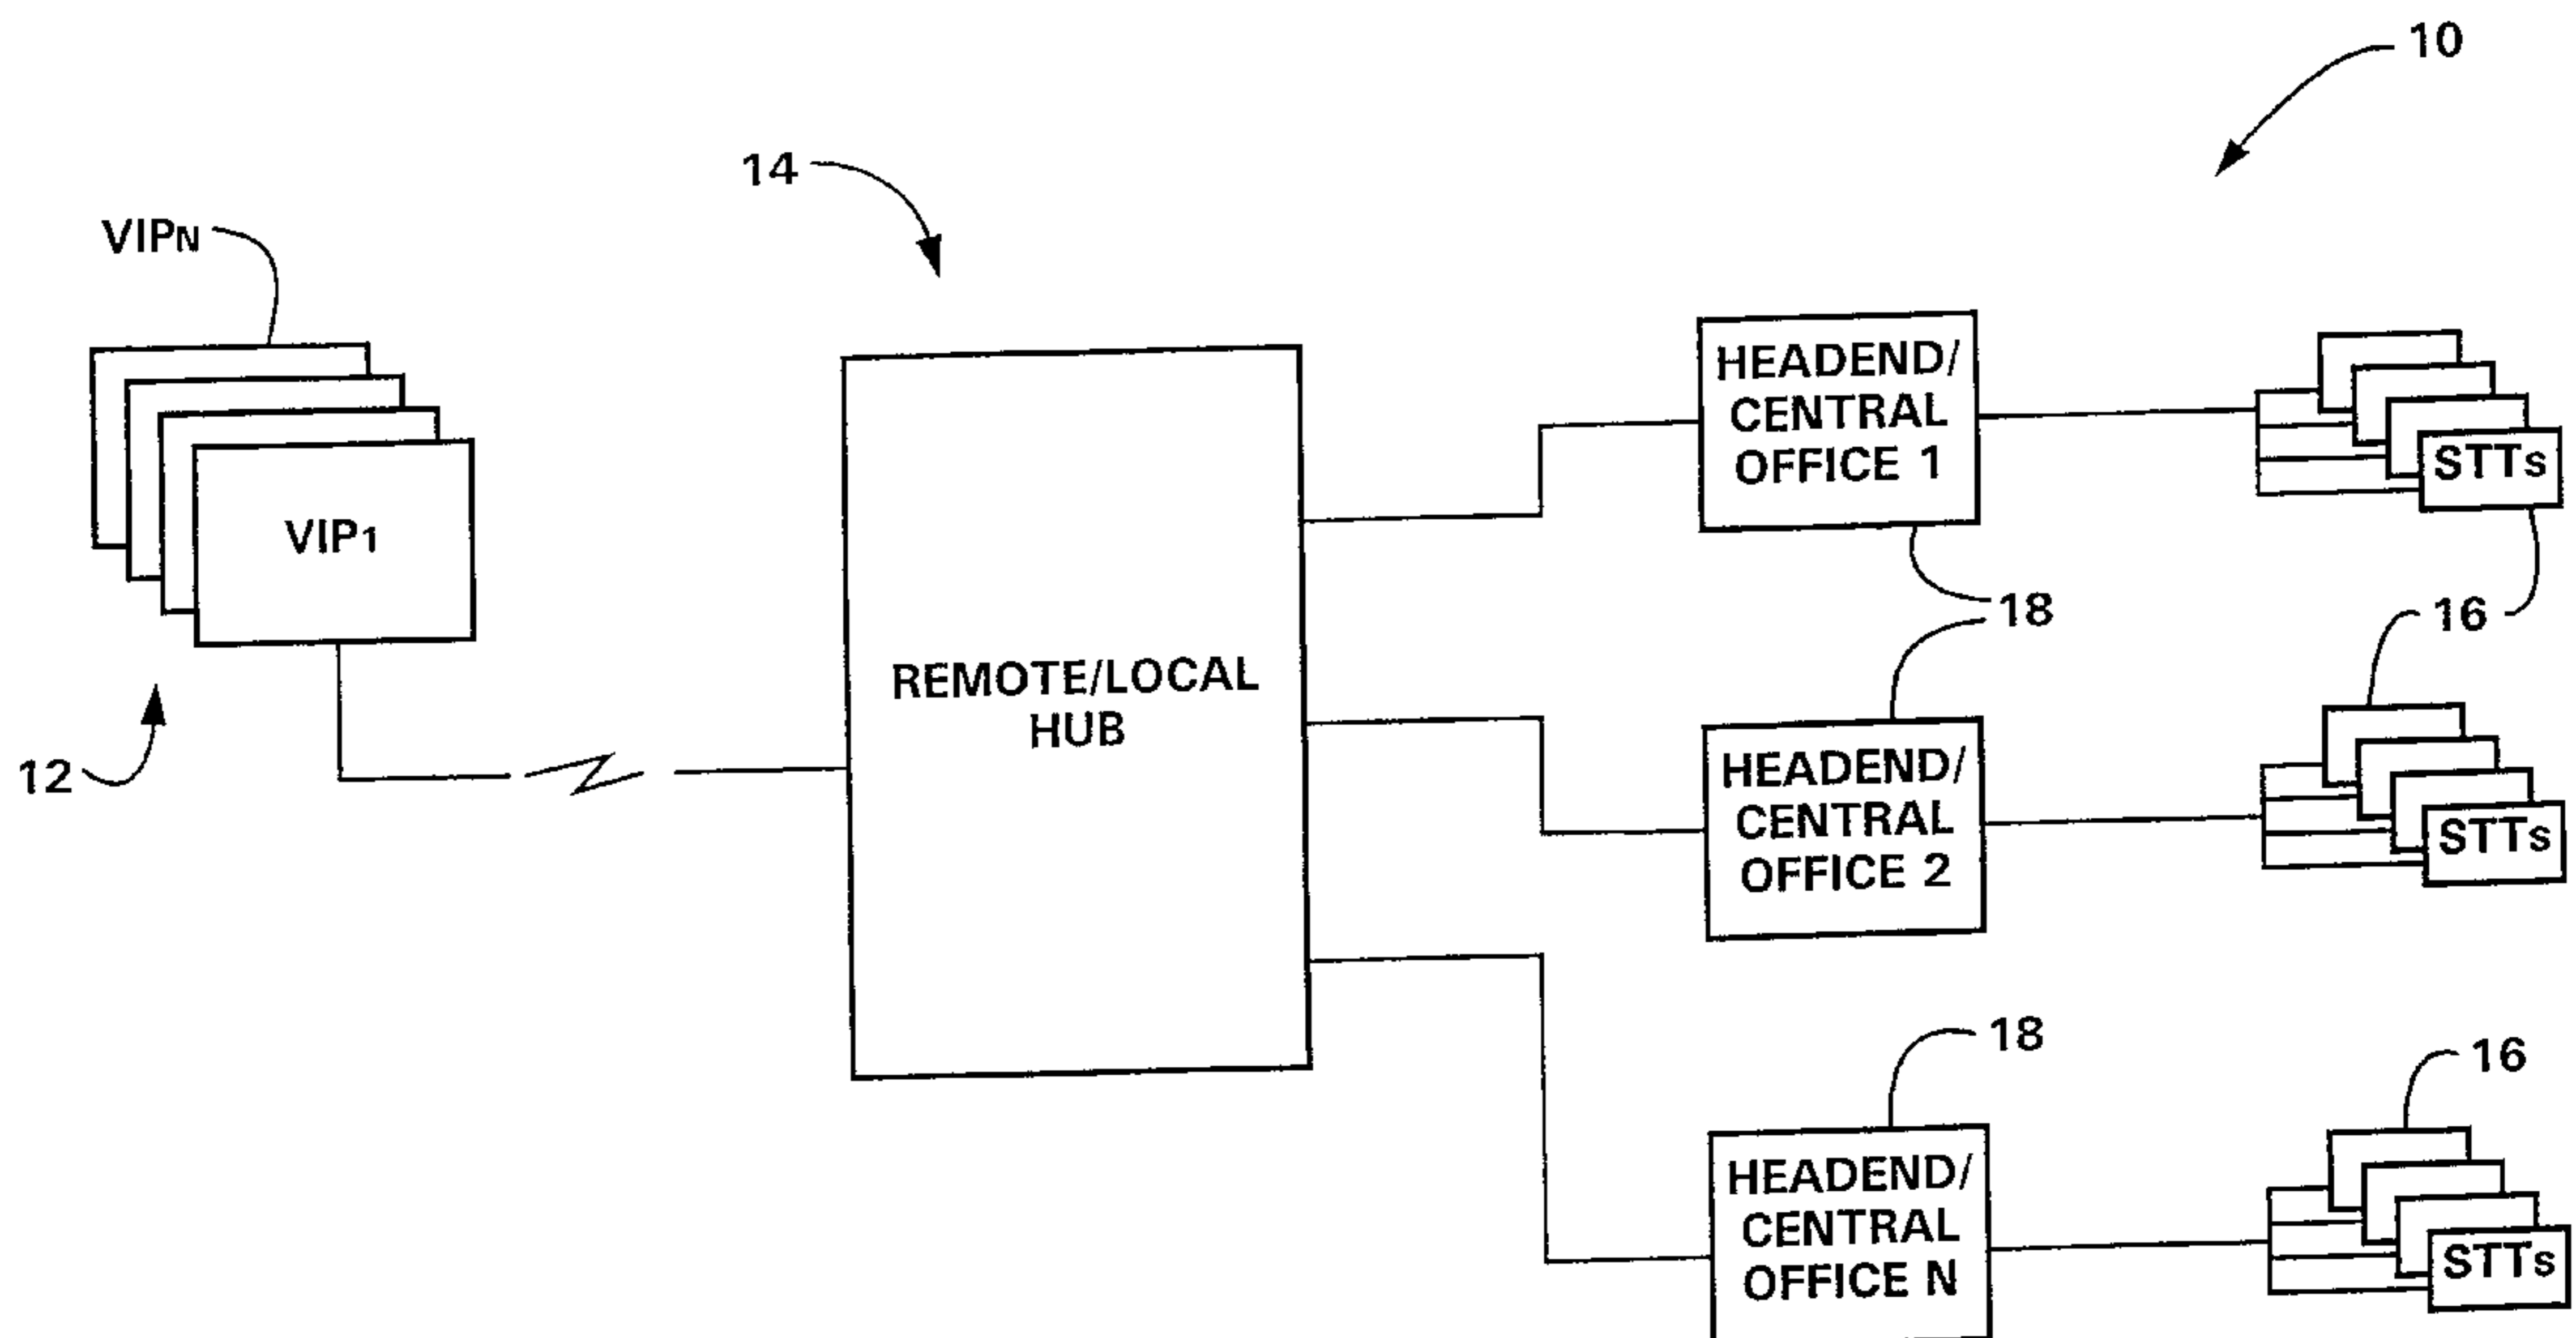 10
14
VIPN
VIP1
12
REMOTE/LOCAL
HUB
HEADEND/
CENTRAL
OFFICE 1
18
STTs
16
HEADEND/
CENTRAL
OFFICE 2
STTs
18
HEADEND/
CENTRAL
OFFICE N
16
STTs